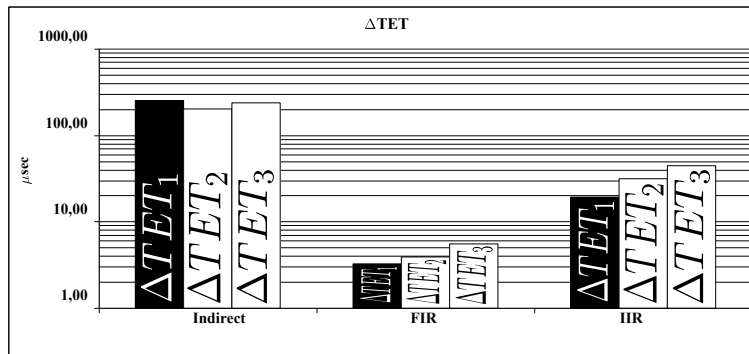 ΔTET
1000,00
100,00
10,00
1,00
μsec
ΔTET₁
ΔTET₂
ΔTET₃
ΔTET₁
ΔTET₂
ΔTET₃
ΔTET₁
ΔTET₂
ΔTET₃
Indirect
FIR
IIR